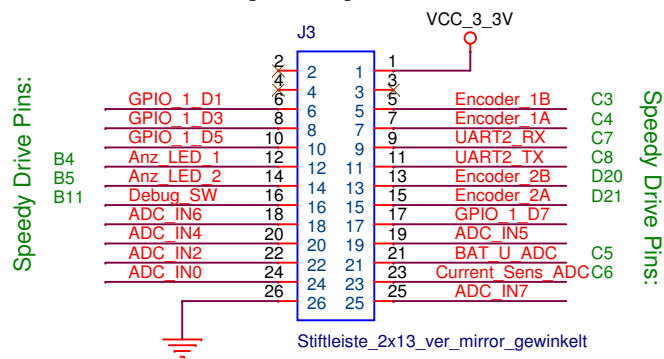 VCC_3_3V
J3
Speedy Drive Pins:
2 2 1 1
4 4 3 3
GPIO_1_D1 6 6 5 5 Encoder_1B C3
GPIO_1_D3 8 8 7 7 Encoder_1A C4
GPIO_1_D5 10 10 9 9 UART2_RX C7
B4 Anz_LED_1 12 12 11 11 UART2_TX C8
B5 Anz_LED_2 14 14 13 13 Encoder_2B D20
B11 Debug_SW 16 16 15 15 Encoder_2A D21
ADC_IN6 18 18 17 17 GPIO_1_D7
ADC_IN4 20 20 19 19 ADC_IN5
ADC_IN2 22 22 21 21 BAT_U_ADC C5
ADC_IN0 24 24 23 23 Current_Sens_ADC C6
26 26 25 25 ADC_IN7
Speedy Drive Pins:
Stiftleiste_2x13_ver_mirror_gewinkelt